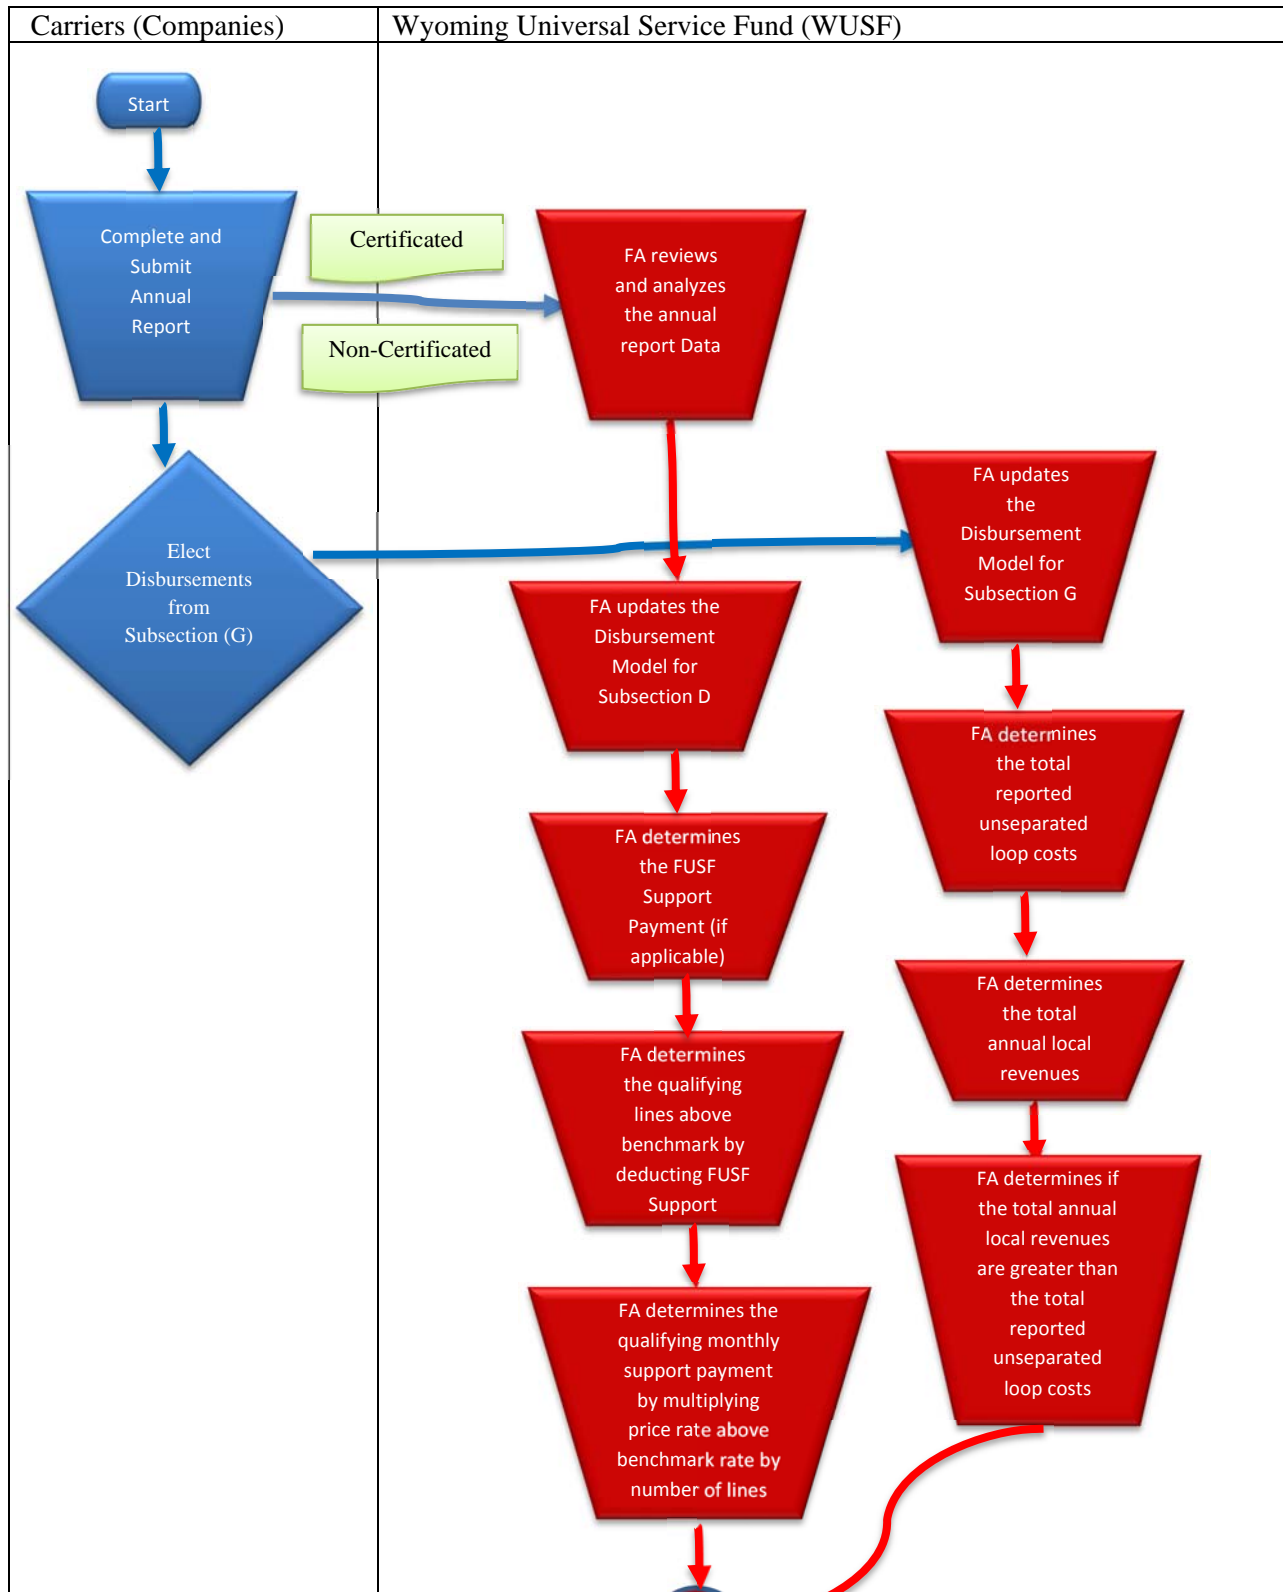 Carriers (Companies)
Wyoming Universal Service Fund (WUSF)
Start
Complete and
Submit
Annual
Report
Certificated
Non-Certificated
FA reviews
and analyzes
the annual
report Data
Elect
Disbursements
from
Subsection (G)
FA updates
the
Disbursement
Model for
Subsection G
FA updates the
Disbursement
Model for
Subsection D
FA determines
the total
reported
unseparated
loop costs
FA determines
the FUSF
Support
Payment (if
applicable)
FA determines
the total
annual local
revenues
FA determines
the qualifying
lines above
benchmark by
deducting FUSF
Support
FA determines if
the total annual
local revenues
are greater than
the total
reported
unseparated
loop costs
FA determines the
qualifying monthly
support payment
by multiplying
price rate above
benchmark rate by
number of lines